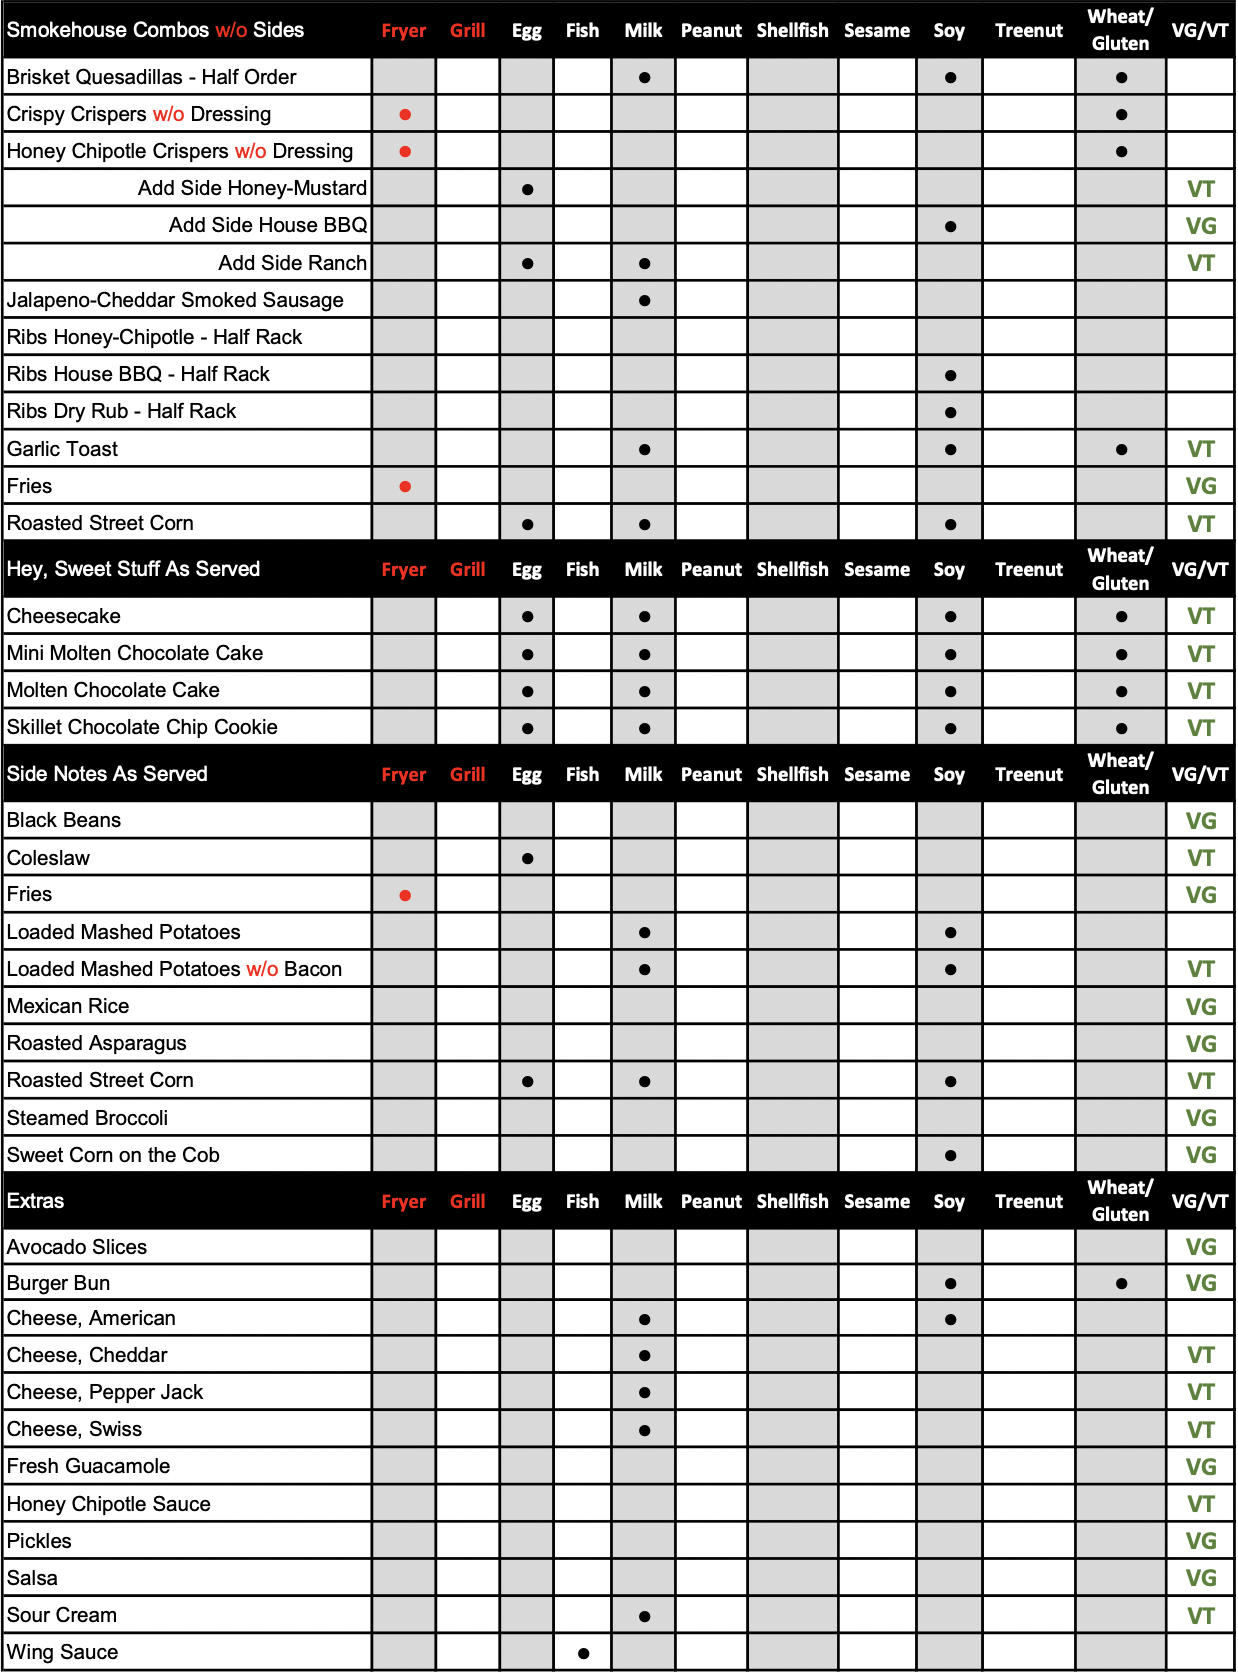 Smokehouse Combos w/o Sides Fryer Grill Egg Fish Milk Peanut Shellfish Sesame Soy Treenut Wheat/ Gluten VG/VT
Brisket Quesadillas - Half Order ● ● ●
Crispy Crispers w/o Dressing ● ●
Honey Chipotle Crispers w/o Dressing ● ●
Add Side Honey-Mustard ● VT
Add Side House BBQ ● VG
Add Side Ranch ● ● VT
Jalapeno-Cheddar Smoked Sausage ●
Ribs Honey-Chipotle - Half Rack
Ribs House BBQ - Half Rack ●
Ribs Dry Rub - Half Rack ●
Garlic Toast ● ● ● VT
Fries ● VG
Roasted Street Corn ● ● ● VT
Hey, Sweet Stuff As Served Fryer Grill Egg Fish Milk Peanut Shellfish Sesame Soy Treenut Wheat/ Gluten VG/VT
Cheesecake ● ● ● ● VT
Mini Molten Chocolate Cake ● ● ● ● VT
Molten Chocolate Cake ● ● ● ● VT
Skillet Chocolate Chip Cookie ● ● ● ● VT
Side Notes As Served Fryer Grill Egg Fish Milk Peanut Shellfish Sesame Soy Treenut Wheat/ Gluten VG/VT
Black Beans VG
Coleslaw ● VT
Fries ● VG
Loaded Mashed Potatoes ● ●
Loaded Mashed Potatoes w/o Bacon ● ● VT
Mexican Rice VG
Roasted Asparagus VG
Roasted Street Corn ● ● ● VT
Steamed Broccoli VG
Sweet Corn on the Cob ● VG
Extras Fryer Grill Egg Fish Milk Peanut Shellfish Sesame Soy Treenut Wheat/ Gluten VG/VT
Avocado Slices VG
Burger Bun ● ● VG
Cheese, American ● ●
Cheese, Cheddar ● VT
Cheese, Pepper Jack ● VT
Cheese, Swiss ● VT
Fresh Guacamole VG
Honey Chipotle Sauce VT
Pickles VG
Salsa VG
Sour Cream ● VT
Wing Sauce ●